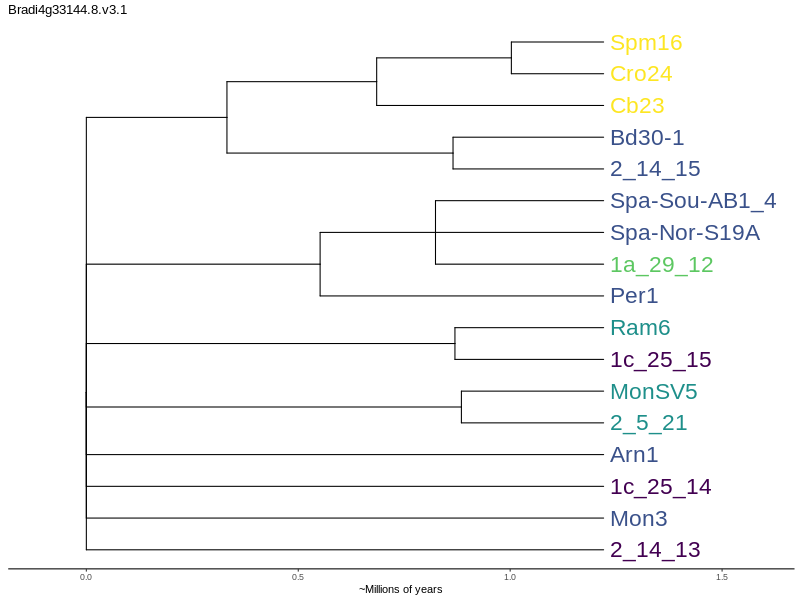 Bradi4g33144.8.v3.1
Spm16
Cro24
Cb23
Bd30-1
2_14_15
Spa-Sou-AB1_4
Spa-Nor-S19A
1a_29_12
Per1
Ram6
1c_25_15
MonSV5
2_5_21
Arn1
1c_25_14
Mon3
2_14_13
0.0 0.5 1.0 1.5
~Millions of years